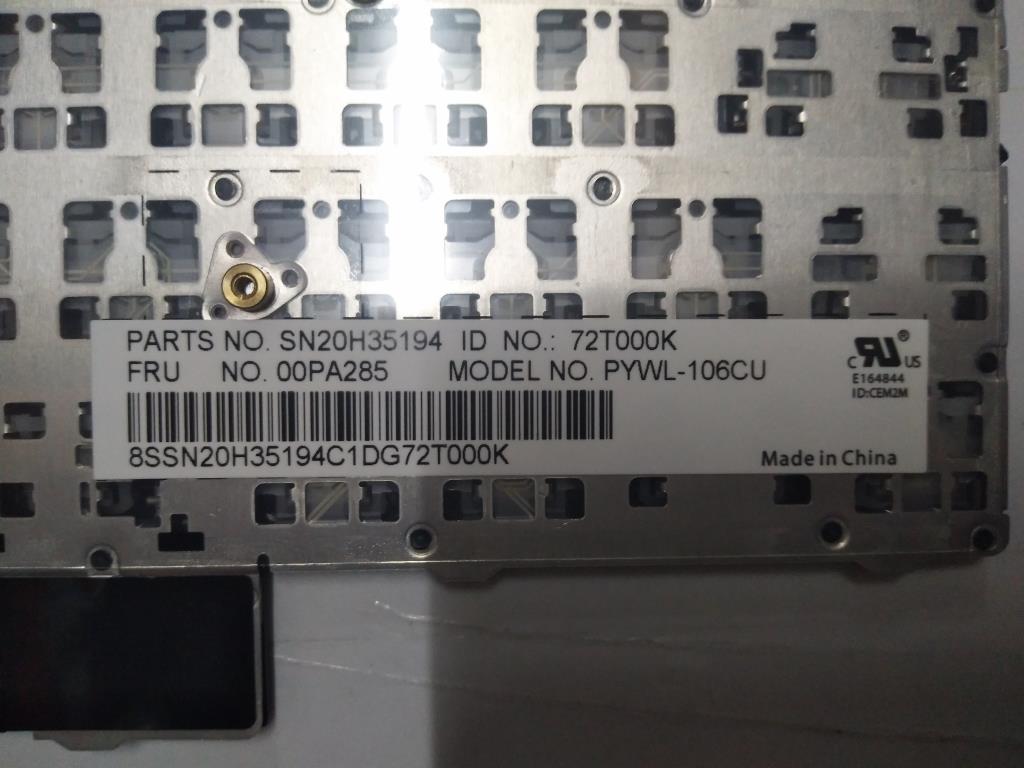 PARTS NO. SN20H35194 ID NO.: 72T000K
FRU NO. 00PA285 MODEL NO. PYWL-106CU
8SSN20H35194C1DG72T000K
C RU ® US
E164844
ID:CEM2M
Made in China